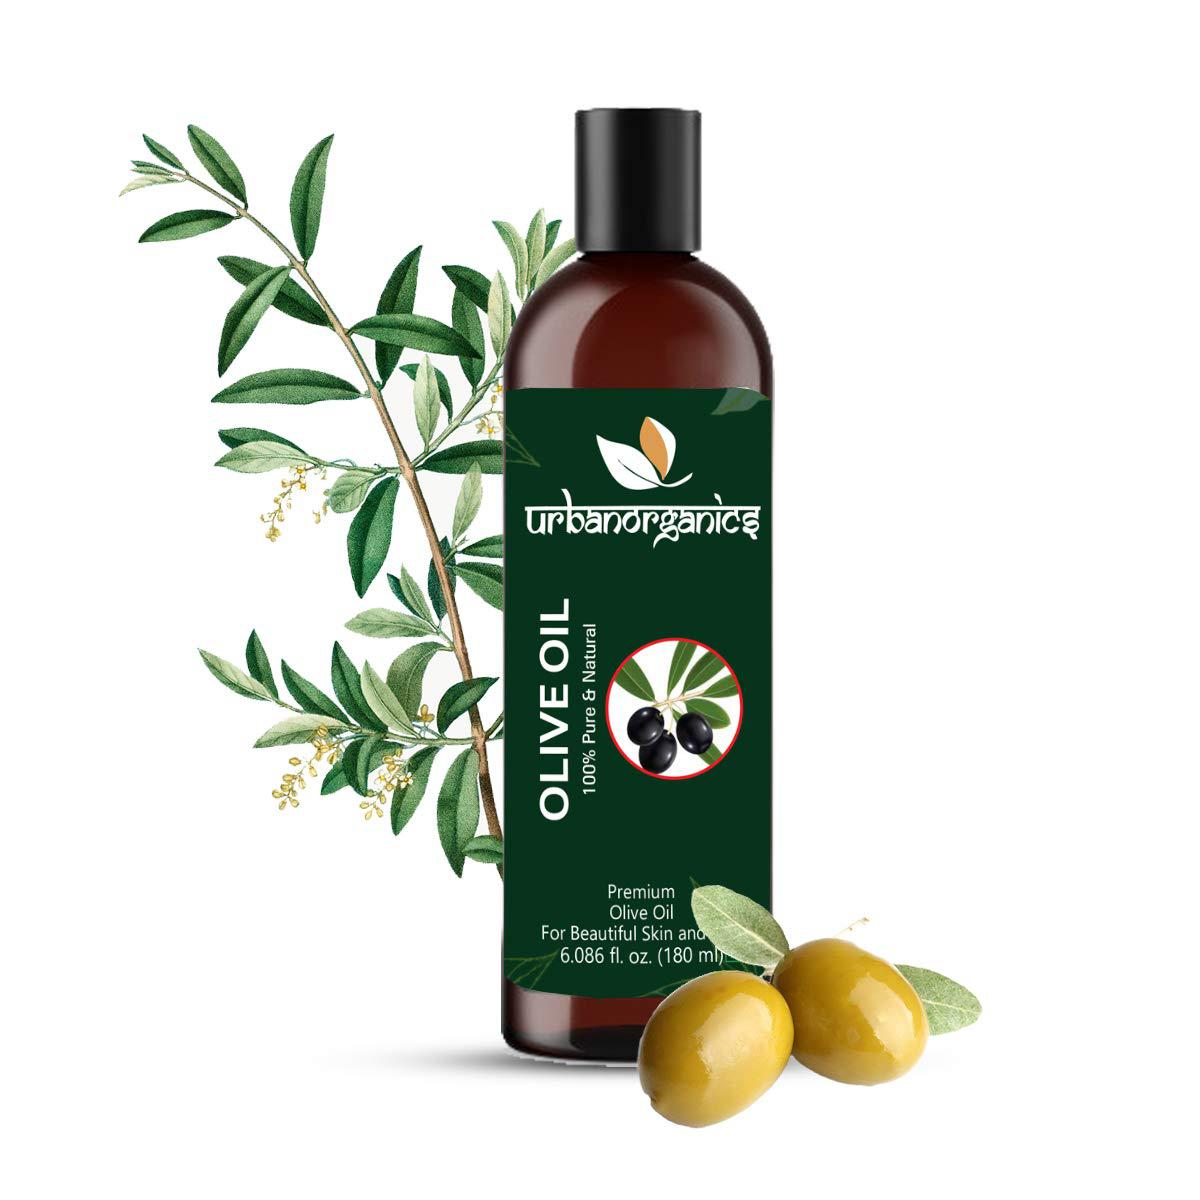 urbanorganics
OLIVE OIL
100% Pure & Natural
Premium
Olive Oil
For Beautiful Skin and
6.086 fl. oz. (180 ml)